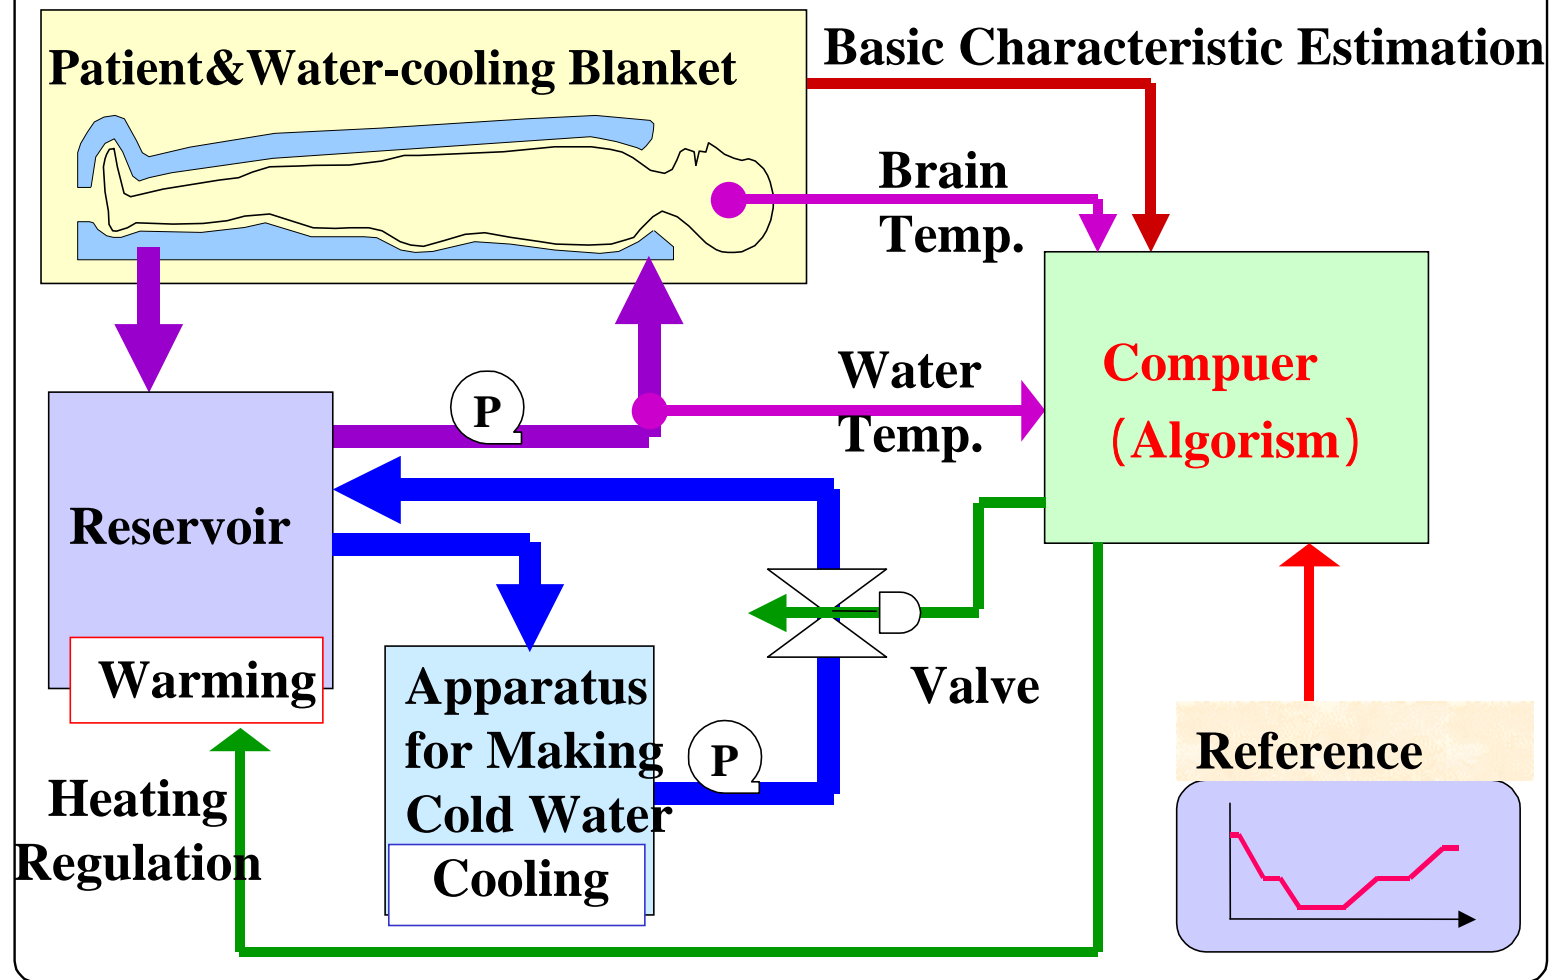 Patient&Water-cooling Blanket
Basic Characteristic Estimation
Brain
Temp.
Water
Temp.
Compuer
(Algorism)
P
Reservoir
Warming
Apparatus
for Making
Cold Water
Cooling
P
Valve
Heating
Regulation
Reference